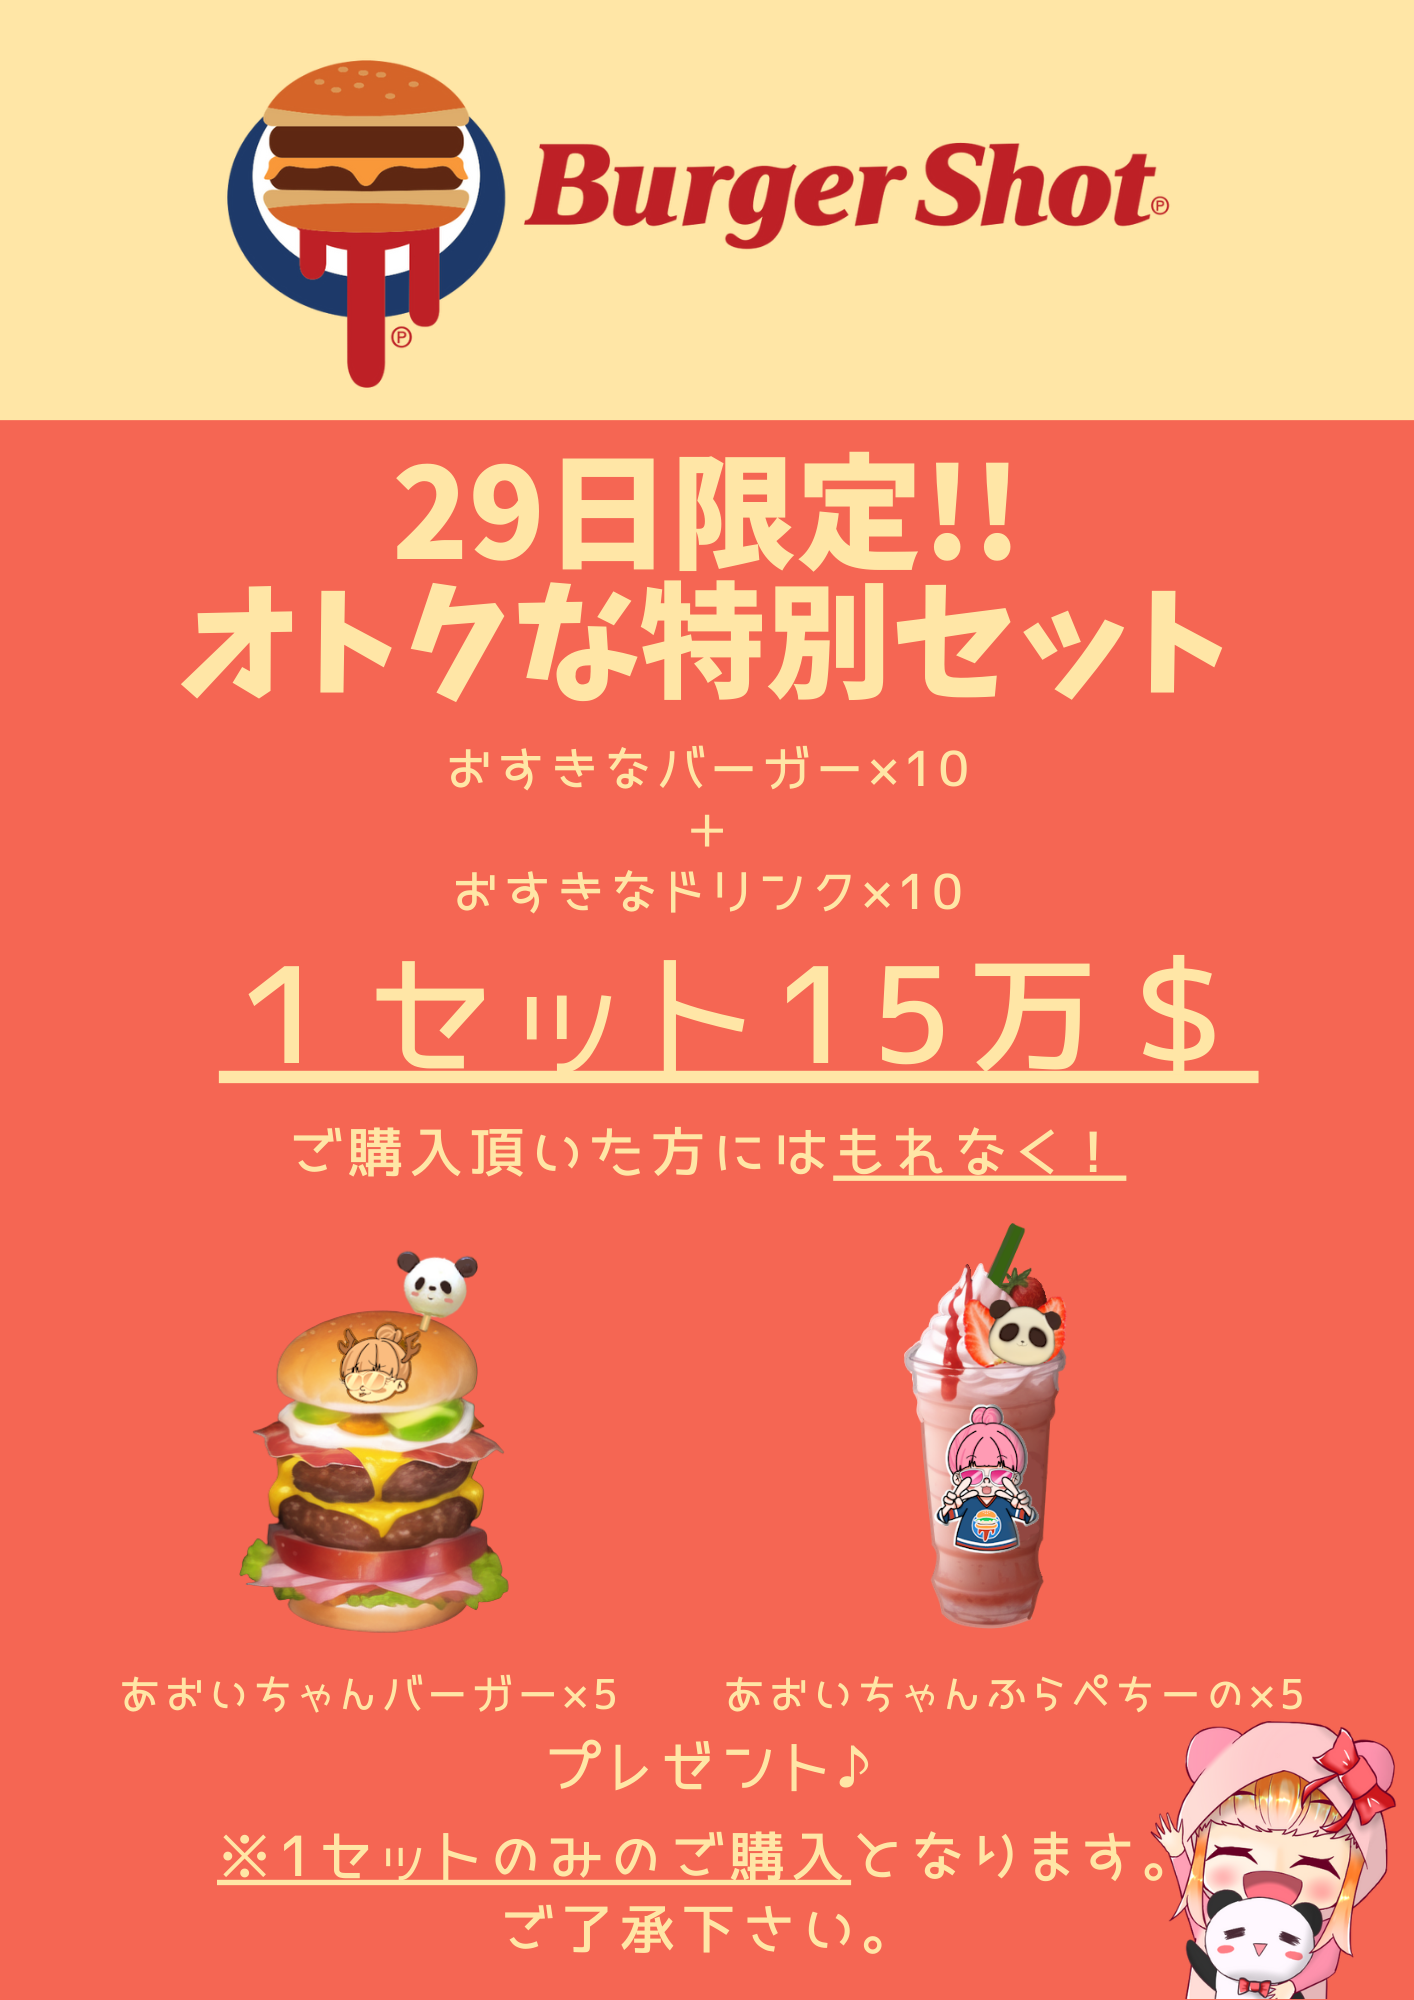 Burger Shot
29日限定!!
オトクな特別セット
おすきなバーガー×10
+
おすきなドリンク×10
1セット15万$
ご購入頂いた方にはもれなく!
あおいちゃんバーガー×5
あおいちゃんふらぺちーの×5
プレゼント♪
※1セットのみのご購入となります。
ご了承下さい。